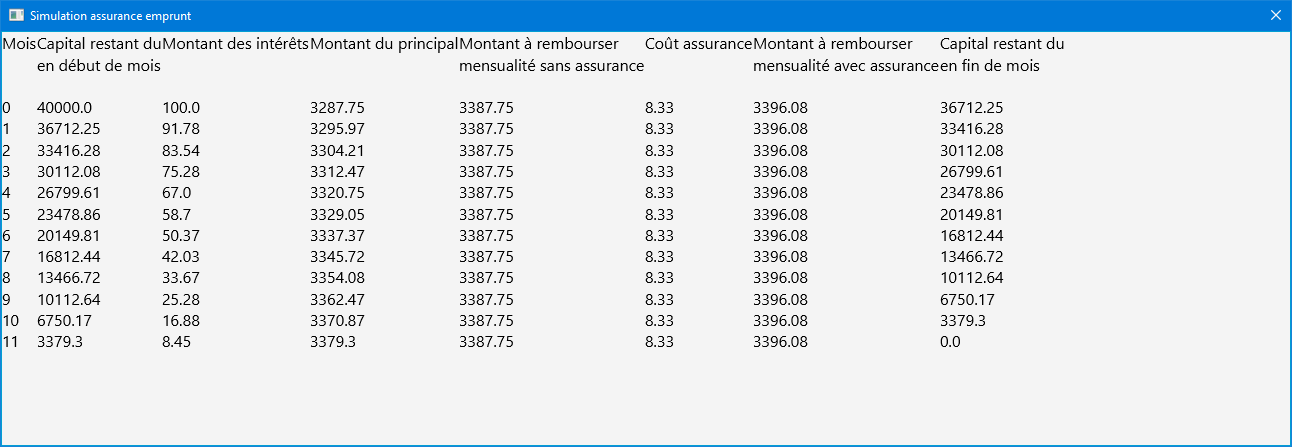 Simulation assurance emprunt
Mois Capital restant du Montant des intérêts Montant du principal Montant à rembourser Coût assurance Montant à rembourser Capital restant du
en début de mois mensualité sans assurance mensualité avec assurance en fin de mois
0 40000.0 100.0 3287.75 3387.75 8.33 3396.08 36712.25
1 36712.25 91.78 3295.97 3387.75 8.33 3396.08 33416.28
2 33416.28 83.54 3304.21 3387.75 8.33 3396.08 30112.08
3 30112.08 75.28 3312.47 3387.75 8.33 3396.08 26799.61
4 26799.61 67.0 3320.75 3387.75 8.33 3396.08 23478.86
5 23478.86 58.7 3329.05 3387.75 8.33 3396.08 20149.81
6 20149.81 50.37 3337.37 3387.75 8.33 3396.08 16812.44
7 16812.44 42.03 3345.72 3387.75 8.33 3396.08 13466.72
8 13466.72 33.67 3354.08 3387.75 8.33 3396.08 10112.64
9 10112.64 25.28 3362.47 3387.75 8.33 3396.08 6750.17
10 6750.17 16.88 3370.87 3387.75 8.33 3396.08 3379.3
11 3379.3 8.45 3379.3 3387.75 8.33 3396.08 0.0